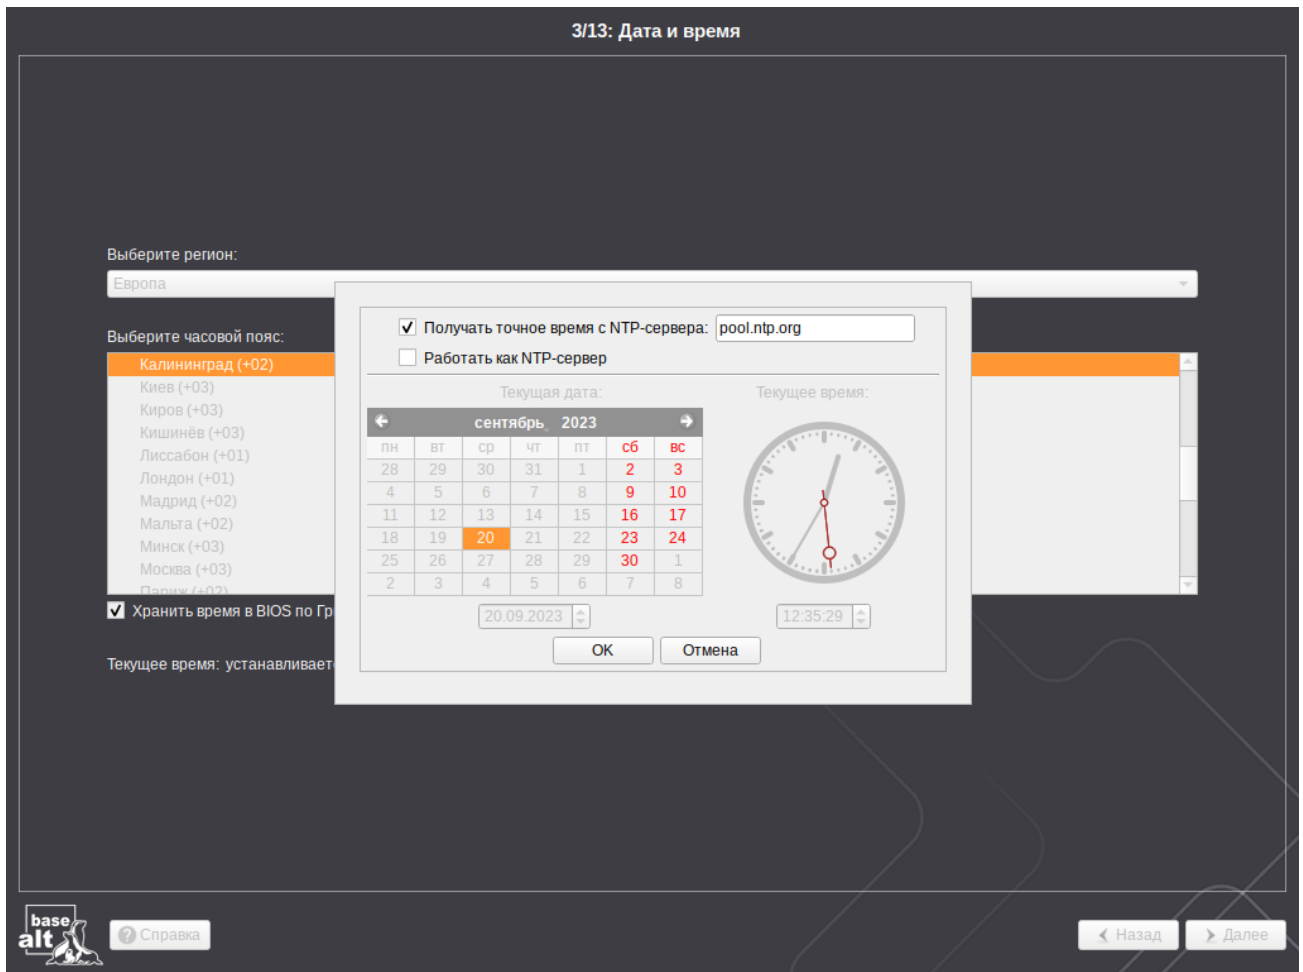 3/13: Дата и время
Выберите регион:
Европа
Выберите часовой пояс:
Калининград (+02)
Киев (+03)
Киров (+03)
Кишинёв (+03)
Лиссабон (+01)
Лондон (+01)
Мадрид (+02)
Мальта (+02)
Минск (+03)
Москва (+03)
Париж (+02)
Хранить время в BIOS по Гр
Текущее время: устанавливает
Получать точное время с NTP-сервера: pool.ntp.org
Работать как NTP-сервер
Текущая дата:
сентябрь, 2023
пн вт ср чт пт сб вс
28 29 30 31 1 2 3
4 5 6 7 8 9 10
11 12 13 14 15 16 17
18 19 20 21 22 23 24
25 26 27 28 29 30 1
2 3 4 5 6 7 8
20.09.2023
Текущее время:
12:35:29
OK Отмена
base
alt
Справка
Назад Далее